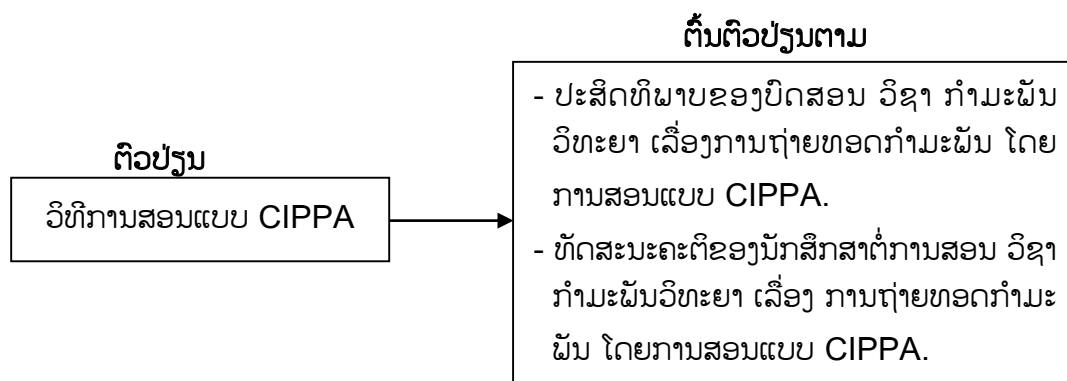 ຕົ້ນຕົວປ່ຽນຕາມ
- ປະສິດທິພາບຂອງບົດສອນ ວິຊາ ກຳມະພັນ
ວິທະຍາ ເລື່ອງການຖ່າຍທອດກຳມະພັນ ໂດຍ
ການສອນແບບ CIPPA.
- ທັດສະນະຄະຕິຂອງນັກສຶກສາຕໍ່ການສອນ ວິຊາ
ກຳມະພັນວິທະຍາ ເລື່ອງ ການຖ່າຍທອດກຳມະ
ພັນ ໂດຍການສອນແບບ CIPPA.
ຕົວປ່ຽນ
ວິທີການສອນແບບ CIPPA